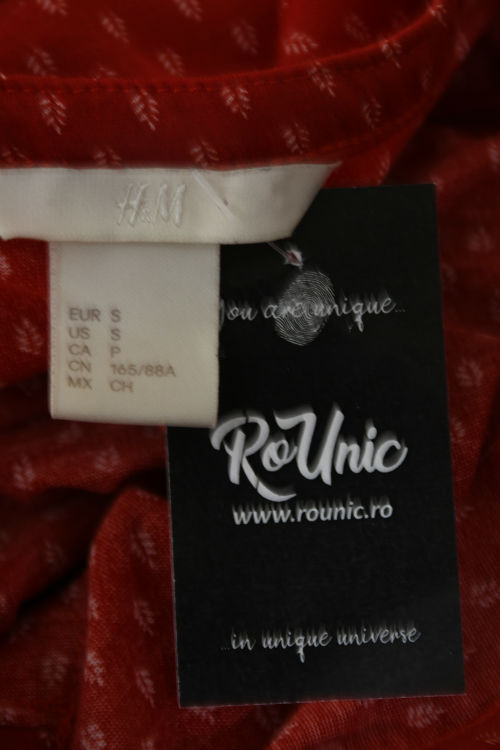 H&M
EUR S
US S
CA P
CN 165/88A
MX CH
you are unique...
RoUnic
www.rounic.ro
...in unique universe